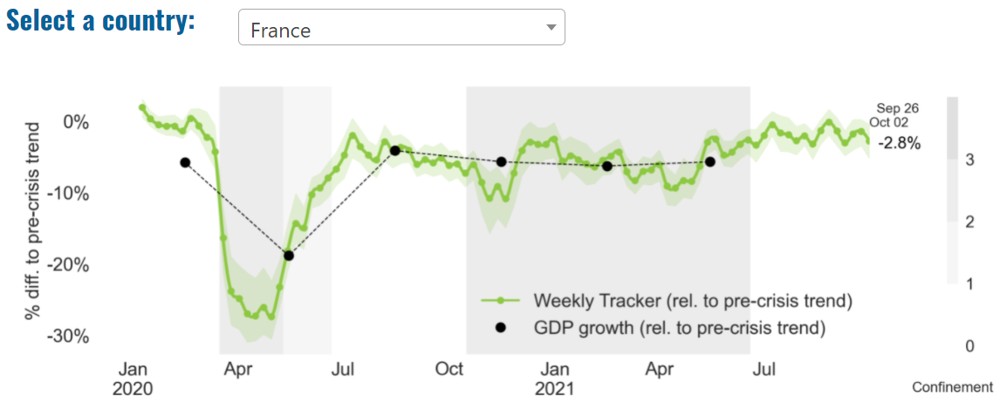 Select a country:
France
% diff. to pre-crisis trend
0%
-10%
-20%
-30%
Sep 26
Oct 02
-2.8%
Weekly Tracker (rel. to pre-crisis trend)
GDP growth (rel. to pre-crisis trend)
Jan Apr Jul Oct Jan Apr Jul
2020 2021
3
2
1
0
Confinement